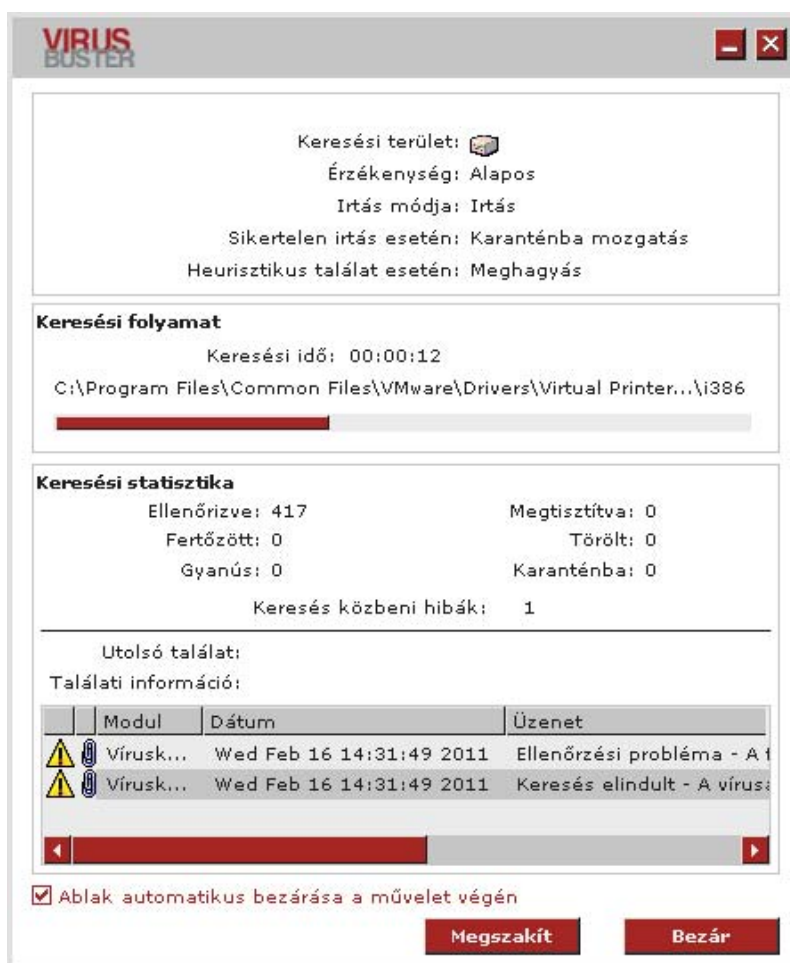 VIRUS
BUSTER
Keresési terület:
Érzékenység: Alapos
Irtás módja: Irtás
Sikertelen irtás esetén: Karanténba mozgatás
Heurisztikus találat esetén: Meghagyás
Keresési folyamat
Keresési idő: 00:00:12
C:\Program Files\Common Files\VMware\Drivers\Virtual Printer...\i386
Keresési statisztika
Ellenőrizve: 417 Megtisztítva: 0
Fertőzött: 0 Törölt: 0
Gyanús: 0 Karanténba: 0
Keresés közbeni hibák: 1
Utolsó találat:
Találati információ:
Modul Dátum Üzenet
Vírusk... Wed Feb 16 14:31:49 2011 Ellenőrzési probléma - A
Vírusk... Wed Feb 16 14:31:49 2011 Keresés elindult - A
Ablak automatikus bezárása a művelet végén
Megszakít Bezár